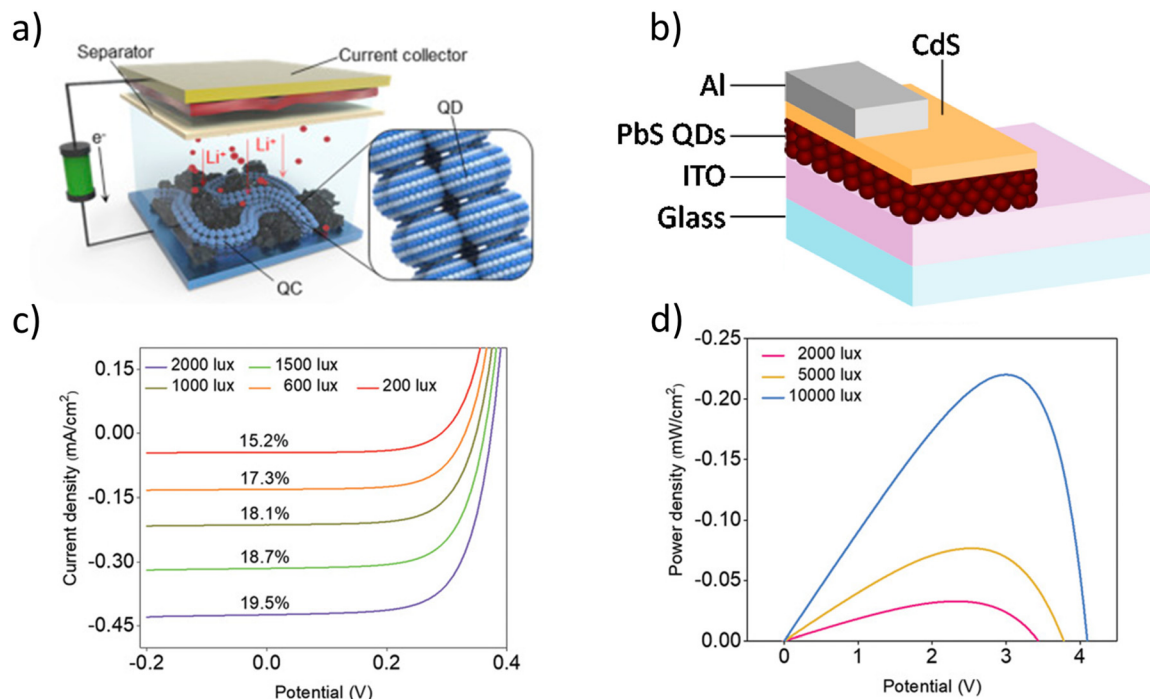 a)
Separator
Current collector
QD
e-
Li+
Li+
QC
b)
CdS
Al
PbS QDs
ITO
Glass
c)
Current density (mA/cm²)
0.15
0.00
-0.15
-0.30
-0.45
2000 lux 1500 lux
1000 lux 600 lux 200 lux
15.2%
17.3%
18.1%
18.7%
19.5%
-0.2 0.0 0.2 0.4
Potential (V)
d)
Power density (mW/cm²)
-0.25
-0.20
-0.15
-0.10
-0.05
0.00
2000 lux
5000 lux
10000 lux
0 1 2 3 4
Potential (V)